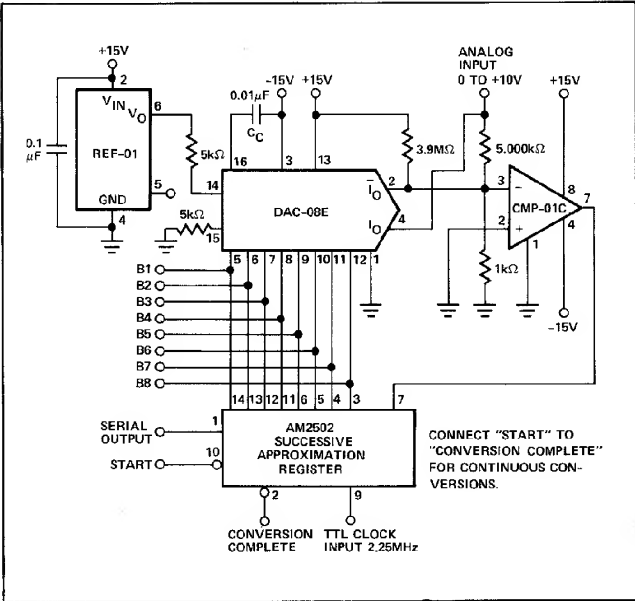 +15V
2
V_IN
V_O
6
0.1 µF
REF-01
5
GND
4
5kΩ
0.01µF
C_C
-15V
+15V
16
3
13
14
5kΩ
15
DAC-08E
3.9MΩ
Ī_O
2
I_O
4
5 6 7 8 9 10 11 12 1
ANALOG
INPUT
0 TO +10V
5.000kΩ
1kΩ
+15V
3
−
2
+
CMP-01C
8
7
4
1
-15V
B1
B2
B3
B4
B5
B6
B7
B8
14 13 12 11 6 5 4 3
7
SERIAL
OUTPUT
1
START
10
AM2502
SUCCESSIVE
APPROXIMATION
REGISTER
2
9
CONVERSION
COMPLETE
TTL CLOCK
INPUT 2.25MHz
CONNECT "START" TO
"CONVERSION COMPLETE"
FOR CONTINUOUS CON-
VERSIONS.